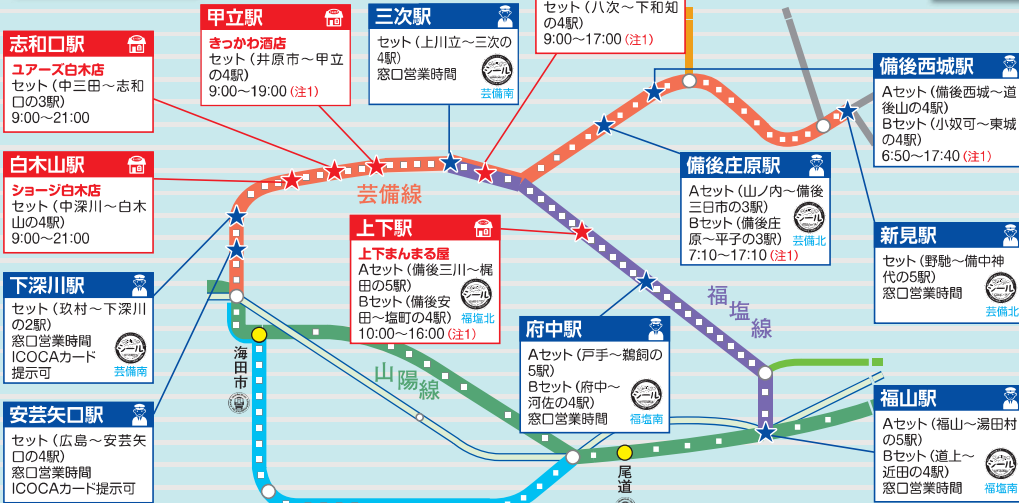 志和口駅
ユアーズ白木店
セット(中三田〜志和
口の3駅)
9:00〜21:00
甲立駅
きっかわ酒店
セット(井原市〜甲立
の4駅)
9:00〜19:00(注1)
三次駅
セット(上川立〜三次の
4駅)
窓口営業時間
シール
芸備南
セット(八次〜下和知
の4駅)
9:00〜17:00(注1)
備後西城駅
Aセット(備後西城〜道
後山の4駅)
Bセット(小奴可〜東城
の4駅)
6:50〜17:40(注1)
白木山駅
ショージ白木店
セット(中深川〜白木
山の4駅)
9:00〜21:00
芸備線
備後庄原駅
Aセット(山ノ内〜備後
三日市の3駅)
Bセット(備後庄
原〜平子の3駅)
7:10〜17:10(注1)
シール
芸備北
上下駅
上下まんまる屋
Aセット(備後三川〜梶
田の5駅)
Bセット(備後安
田〜塩町の4駅)
10:00〜16:00(注1)
シール
福塩北
新見駅
セット(野馳〜備中神
代の5駅)
窓口営業時間
シール
芸備北
下深川駅
セット(玖村〜下深川
の2駅)
窓口営業時間
ICOCAカード
提示可
シール
芸備南
福塩線
府中駅
Aセット(戸手〜鵜飼の
5駅)
Bセット(府中〜
河佐の4駅)
窓口営業時間
シール
福塩南
海田市
山陽線
安芸矢口駅
セット(広島〜安芸矢
口の4駅)
窓口営業時間
ICOCAカード提示可
福山駅
Aセット(福山〜湯田村
の5駅)
Bセット(道上〜
近田の4駅)
窓口営業時間
シール
福塩南
尾道